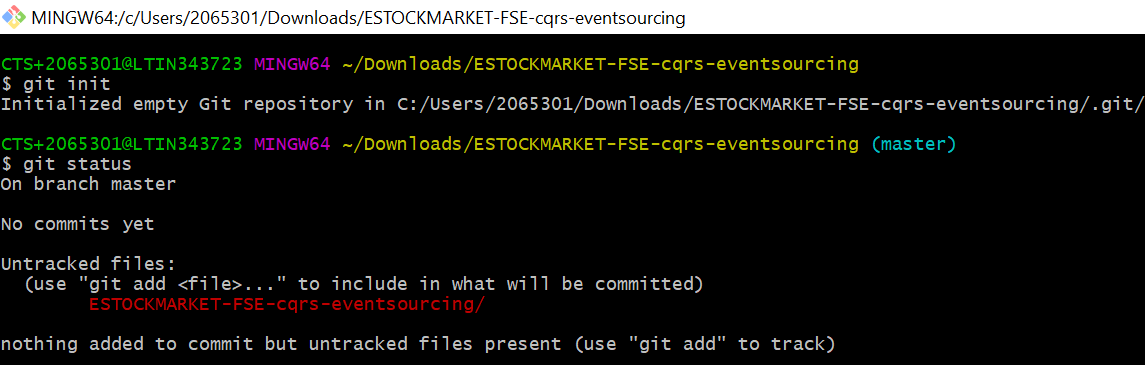 MINGW64:/c/Users/2065301/Downloads/ESTOCKMARKET-FSE-cqrs-eventsourcing
CTS+2065301@LTIN343723 MINGW64 ~/Downloads/ESTOCKMARKET-FSE-cqrs-eventsourcing
$ git init
Initialized empty Git repository in C:/Users/2065301/Downloads/ESTOCKMARKET-FSE-cqrs-eventsourcing/.git/
CTS+2065301@LTIN343723 MINGW64 ~/Downloads/ESTOCKMARKET-FSE-cqrs-eventsourcing (master)
$ git status
On branch master
No commits yet
Untracked files:
  (use "git add <file>..." to include in what will be committed)
        ESTOCKMARKET-FSE-cqrs-eventsourcing/
nothing added to commit but untracked files present (use "git add" to track)